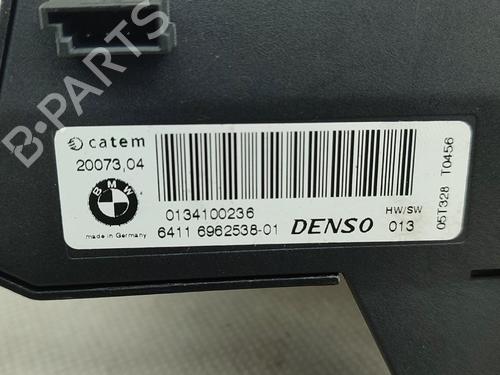 catem
20073,04
BMW
0134100236
made in Germany
6411 6962538-01
DENSO
HW/SW
013
05T328 T0456
B-PARTS